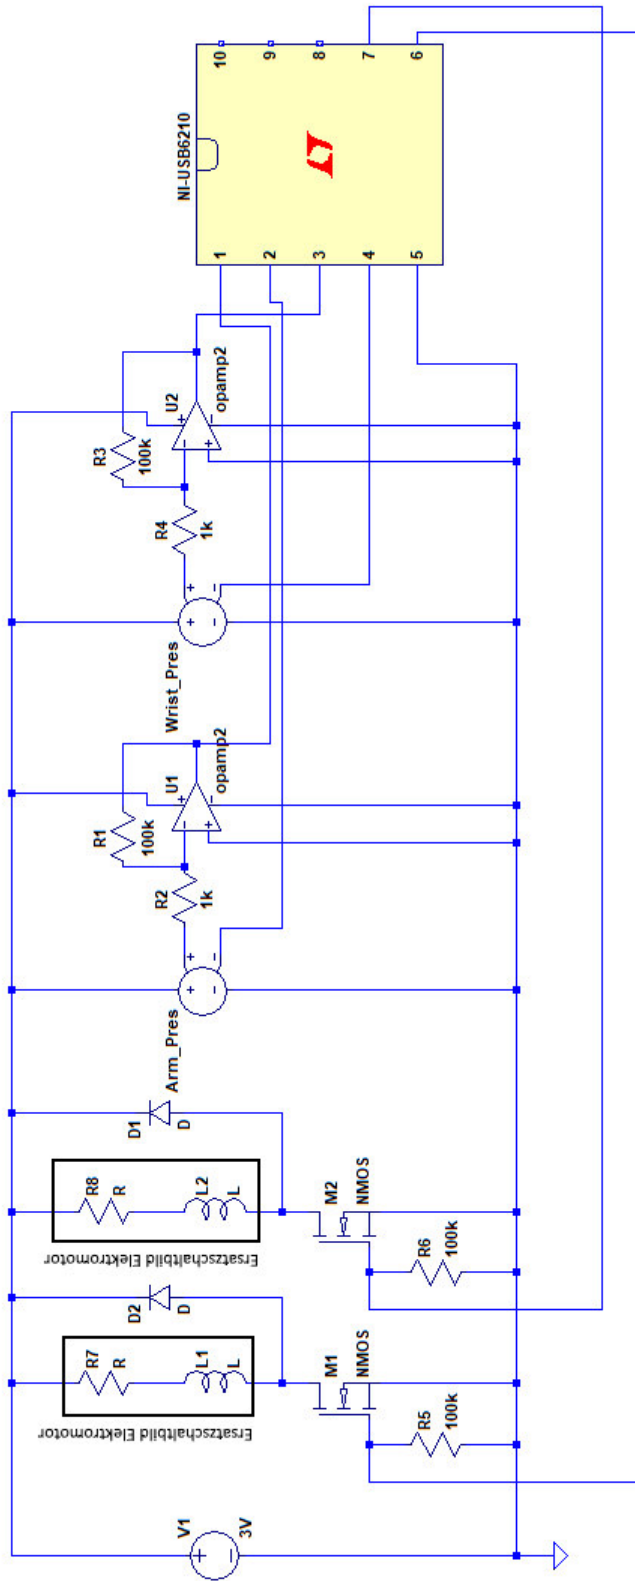 NI-USB6210
10
9
8
7
6
1
2
3
4
5
U2
opamp2
R3
100k
R4
1k
Wrist_Pres
U1
opamp2
R1
100k
R2
1k
Arm_Pres
D1
D
R8
R
L2
L
Ersatzschaltbild Elektromotor
M2
NMOS
R6
100k
D2
D
R7
R
L1
L
Ersatzschaltbild Elektromotor
M1
NMOS
R5
100k
V1
3V